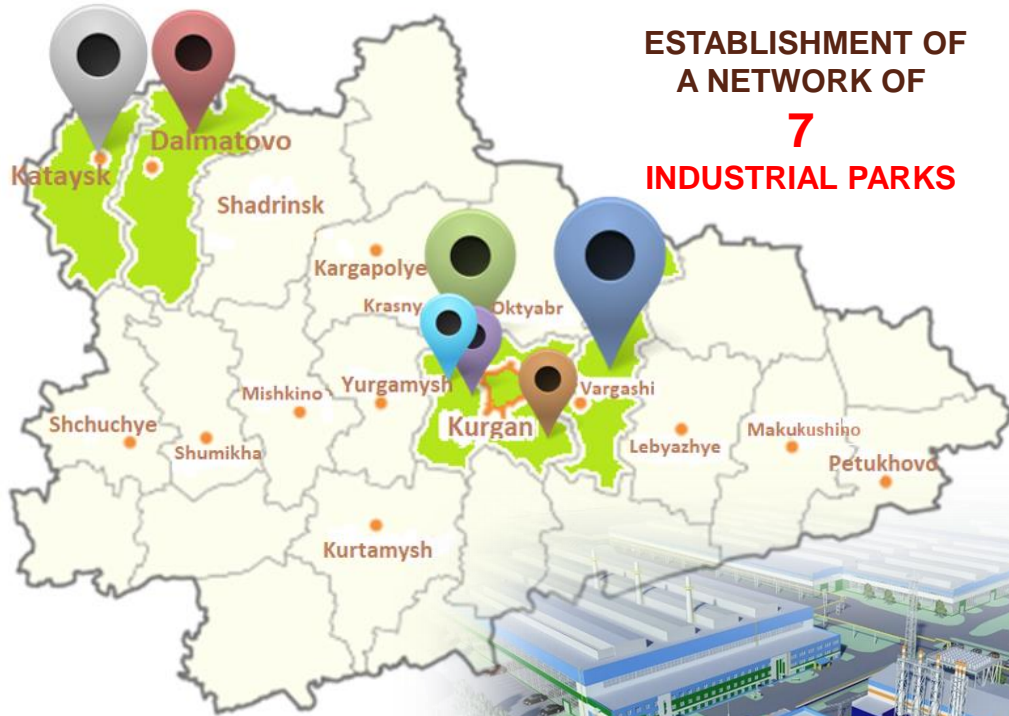 ESTABLISHMENT OF
A NETWORK OF
7
INDUSTRIAL PARKS
Dalmatovo
Kataysk
Shadrinsk
Kargapolye
Krasny Oktyabr
Yurgamysh
Mishkino
Vargashi
Shchuchye
Kurgan
Shumikha
Lebyazhye
Makukushino
Petukhovo
Kurtamysh